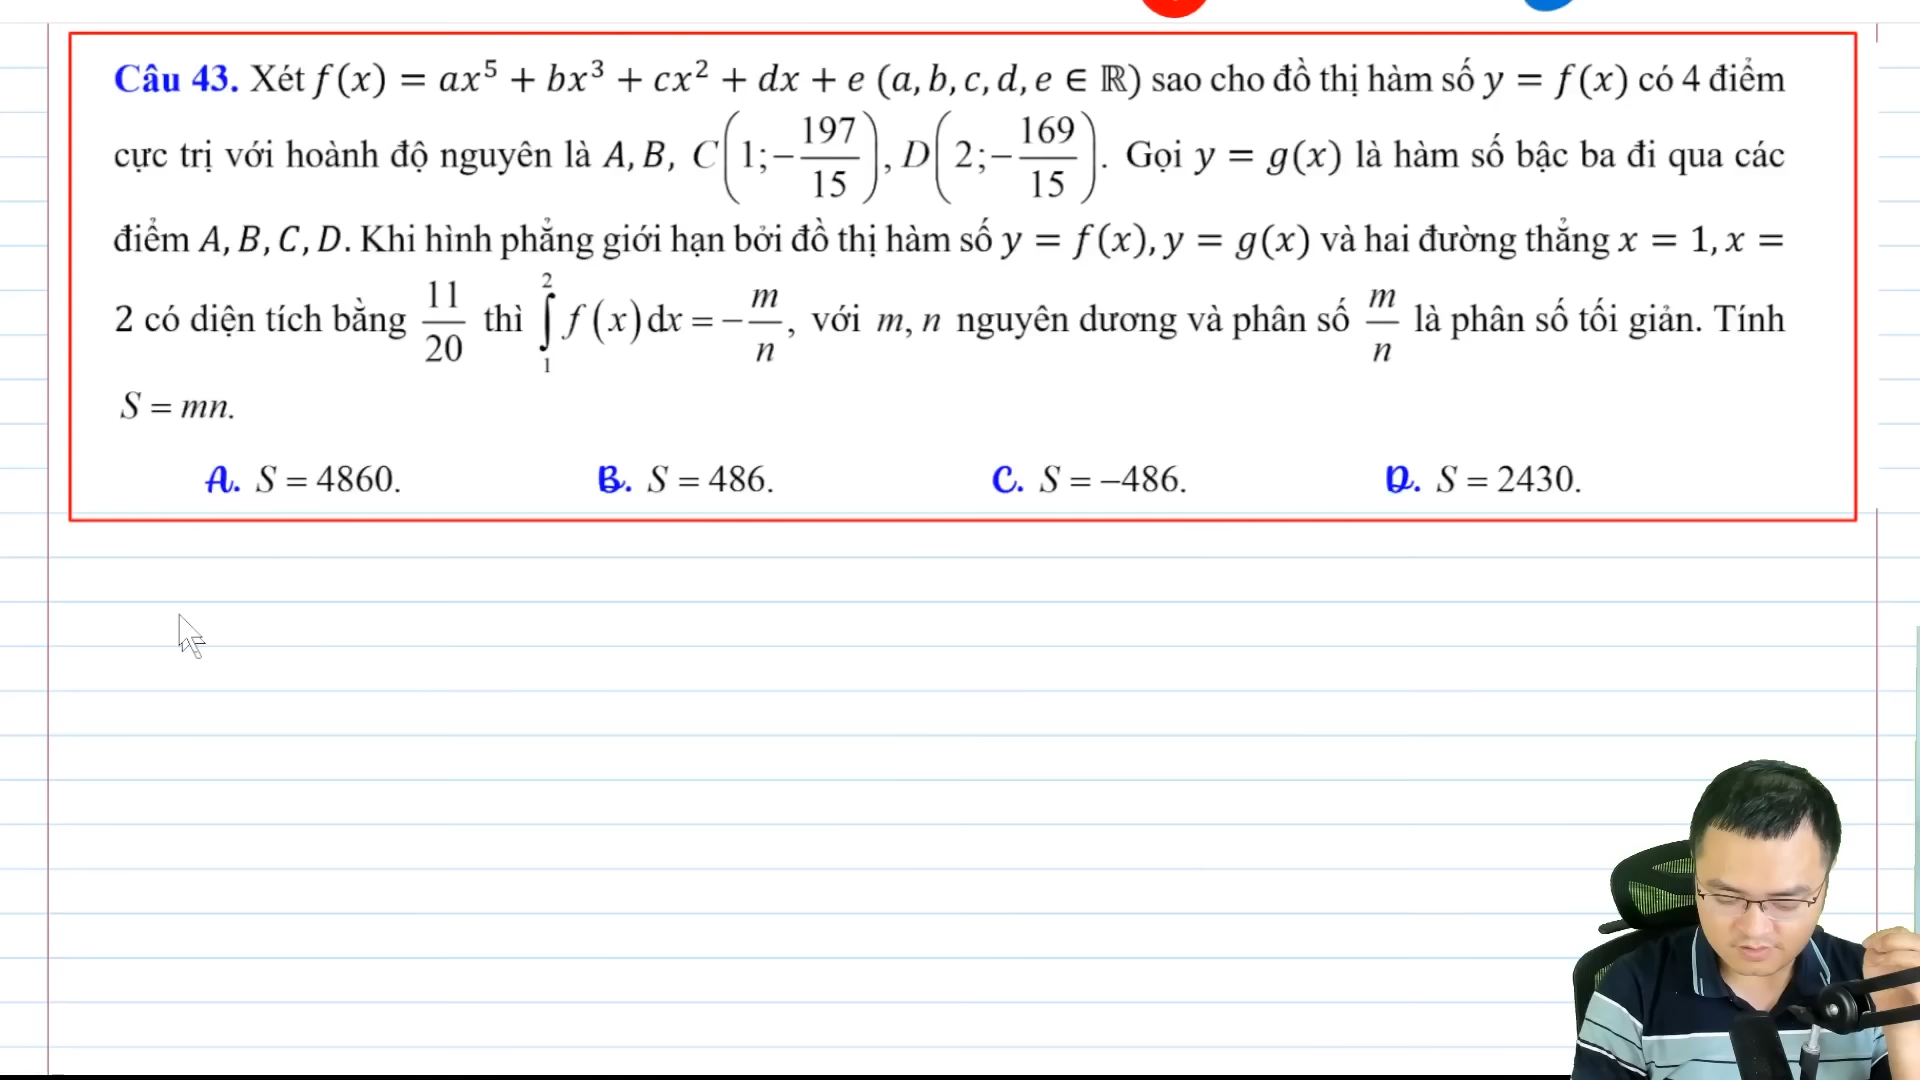 Câu 43. Xét f(x) = ax⁵ + bx³ + cx² + dx + e (a, b, c, d, e ∈ ℝ) sao cho đồ thị hàm số y = f(x) có 4 điểm
cực trị với hoành độ nguyên là A, B, C(1; −197/15), D(2; −169/15). Gọi y = g(x) là hàm số bậc ba đi qua các
điểm A, B, C, D. Khi hình phẳng giới hạn bởi đồ thị hàm số y = f(x), y = g(x) và hai đường thẳng x = 1, x =
2 có diện tích bằng 11/20 thì ∫₁² f(x)dx = −m/n, với m, n nguyên dương và phân số m/n là phân số tối giản. Tính
S = mn.
A. S = 4860. B. S = 486. C. S = −486. D. S = 2430.